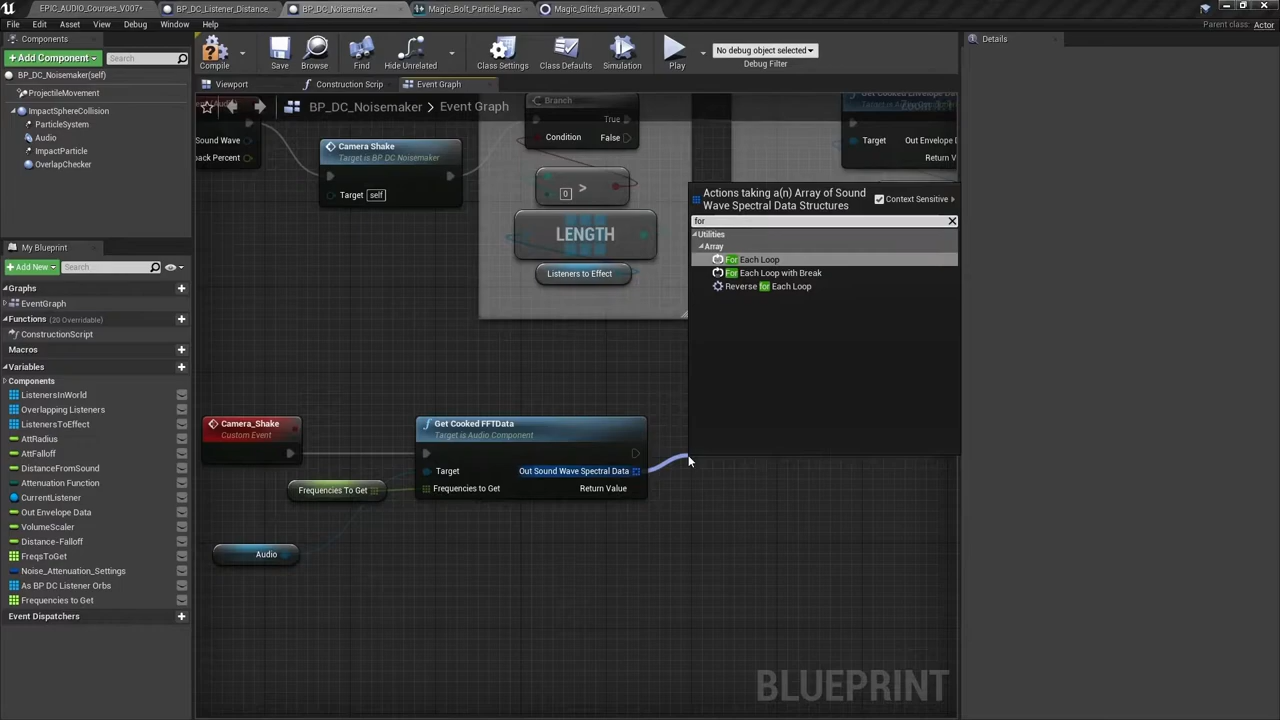 EPIC_AUDIO_Courses_V007*
BP_DC_Listener_Distance
BP_DC_Noisemaker*
Magic_Bolt_Particle_Reac
Magic_Glitch_spark-001*
File Edit Asset View Debug Window Help
Parent class: Actor
Components
Details
+Add Component
Search
BP_DC_Noisemaker(self)
ProjectileMovement
ImpactSphereCollision
ParticleSystem
Audio
ImpactParticle
OverlapChecker
Compile
Save
Browse
Find
Hide Unrelated
Class Settings
Class Defaults
Simulation
Play
No debug object selected
Debug Filter
Viewport
Construction Scrip
Event Graph
BP_DC_Noisemaker > Event Graph
Sound Wave
back Percent
Camera Shake
Target is BP DC Noisemaker
Target self
Branch
True
Condition False
0 >
LENGTH
Listeners to Effect
Target Out Envelope D
Return V
Actions taking a(n) Array of Sound
Wave Spectral Data Structures
Context Sensitive
for
Utilities
Array
For Each Loop
For Each Loop with Break
Reverse for Each Loop
My Blueprint
+Add New
Search
Graphs
EventGraph
Functions (20 Overridable)
ConstructionScript
Macros
Variables
Components
ListenersInWorld
Overlapping Listeners
ListenersToEffect
AttRadius
AttFalloff
DistanceFromSound
Attenuation Function
CurrentListener
Out Envelope Data
VolumeScaler
Distance-Falloff
FreqsToGet
Noise_Attenuation_Settings
As BP DC Listener Orbs
Frequencies to Get
Event Dispatchers
Camera_Shake
Custom Event
Get Cooked FFTData
Target is Audio Component
Target Out Sound Wave Spectral Data
Frequencies to Get Return Value
Frequencies To Get
Audio
BLUEPRINT